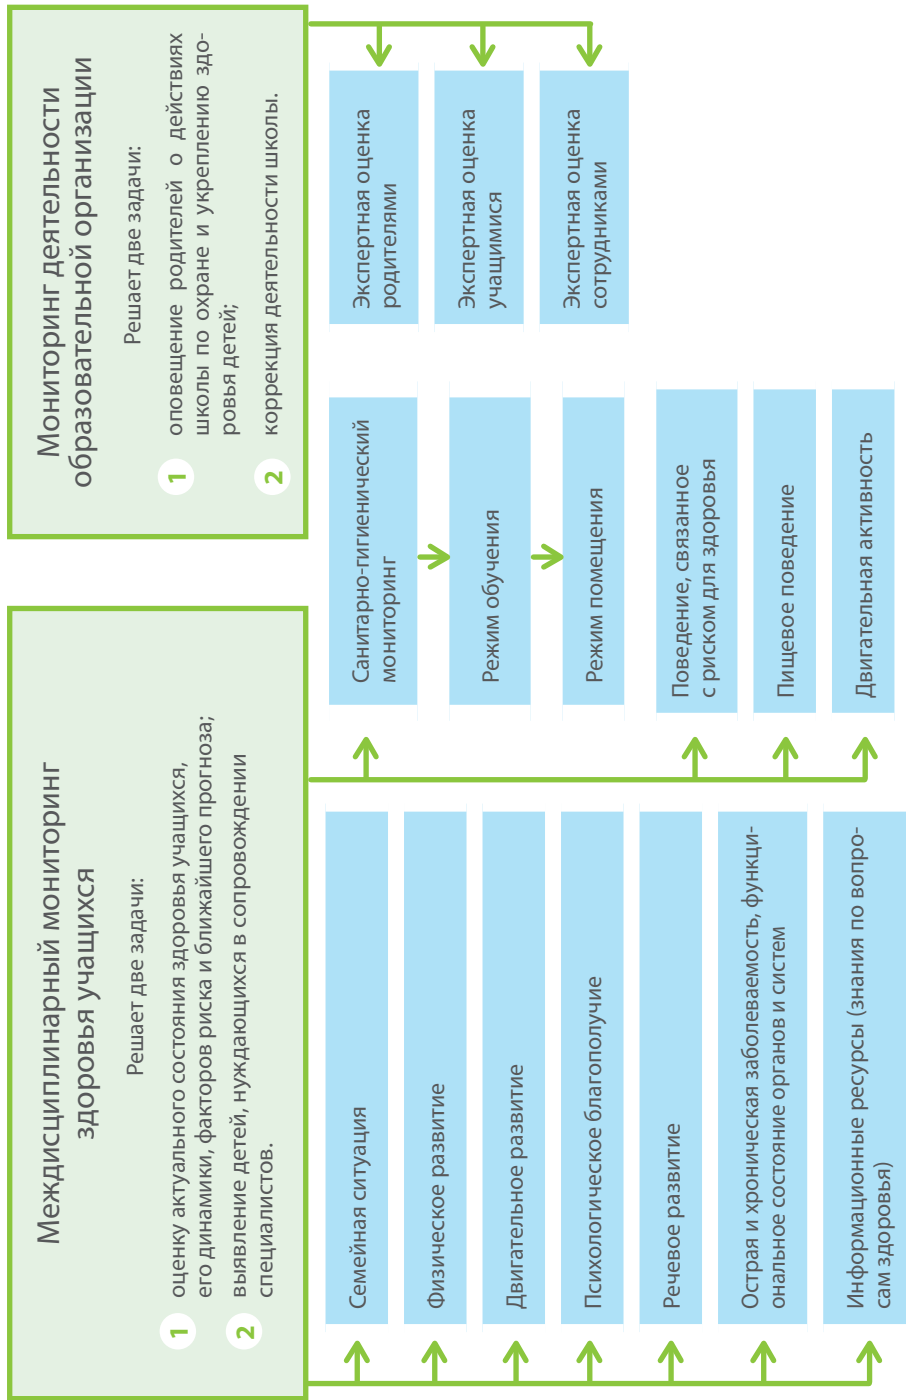 Междисциплинарный мониторинг
здоровья учащихся
Решает две задачи:
1 оценку актуального состояния здоровья учащихся,
его динамики, факторов риска и ближайшего прогноза;
2 выявление детей, нуждающихся в сопровождении
специалистов.
Семейная ситуация
Физическое развитие
Двигательное развитие
Психологическое благополучие
Речевое развитие
Острая и хроническая заболеваемость, функци-
ональное состояние органов и систем
Информационные ресурсы (знания по вопро-
сам здоровья)
Санитарно-гигиенический
мониторинг
Режим обучения
Режим помещения
Поведение, связанное
с риском для здоровья
Пищевое поведение
Двигательная активность
Мониторинг деятельности
образовательной организации
Решает две задачи:
1 оповещение родителей о действиях
школы по охране и укреплению здо-
ровья детей;
2 коррекция деятельности школы.
Экспертная оценка
родителями
Экспертная оценка
учащимися
Экспертная оценка
сотрудниками